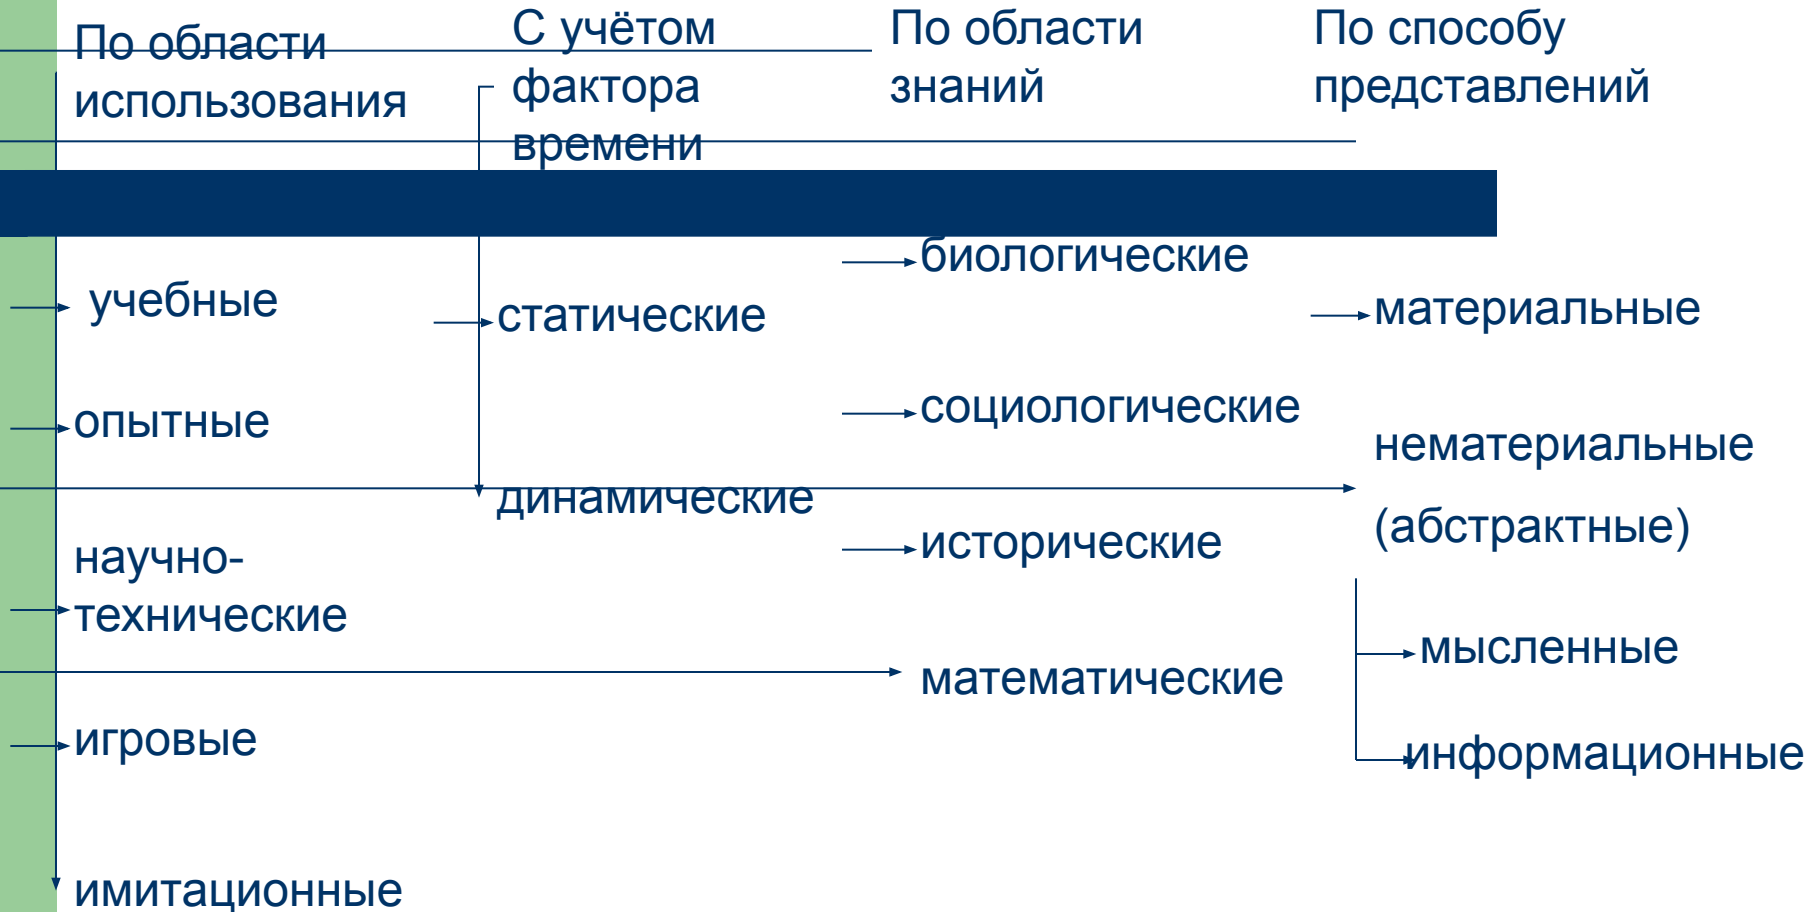 По области
использования
учебные
опытные
научно-
технические
игровые
имитационные
С учётом
фактора
времени
статические
динамические
По области
знаний
биологические
социологические
исторические
математические
По способу
представлений
материальные
нематериальные
(абстрактные)
мысленные
информационные